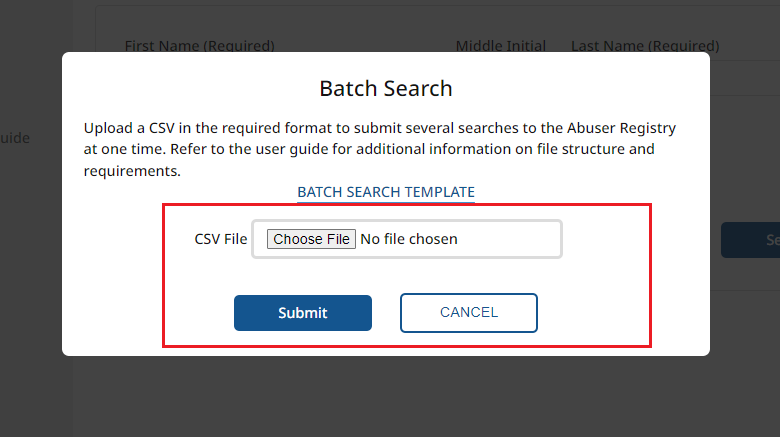 First Name (Required) Middle Initial Last Name (Required)
Batch Search
uide
Upload a CSV in the required format to submit several searches to the Abuser Registry
at one time. Refer to the user guide for additional information on file structure and
requirements.
BATCH SEARCH TEMPLATE
CSV File Choose File No file chosen
Se
Submit CANCEL